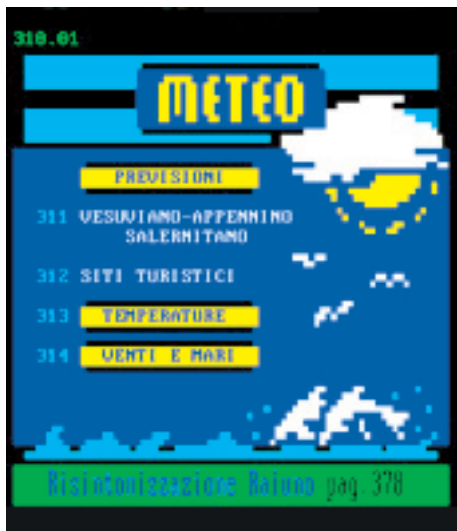 310.01
METEO
PREVISIONI
311 VESUVIANO-APPENNINO
SALERNITANO
312 SITI TURISTICI
313 TEMPERATURE
314 VENTI E MARI
Risintonizzazione Raiuno pag.378